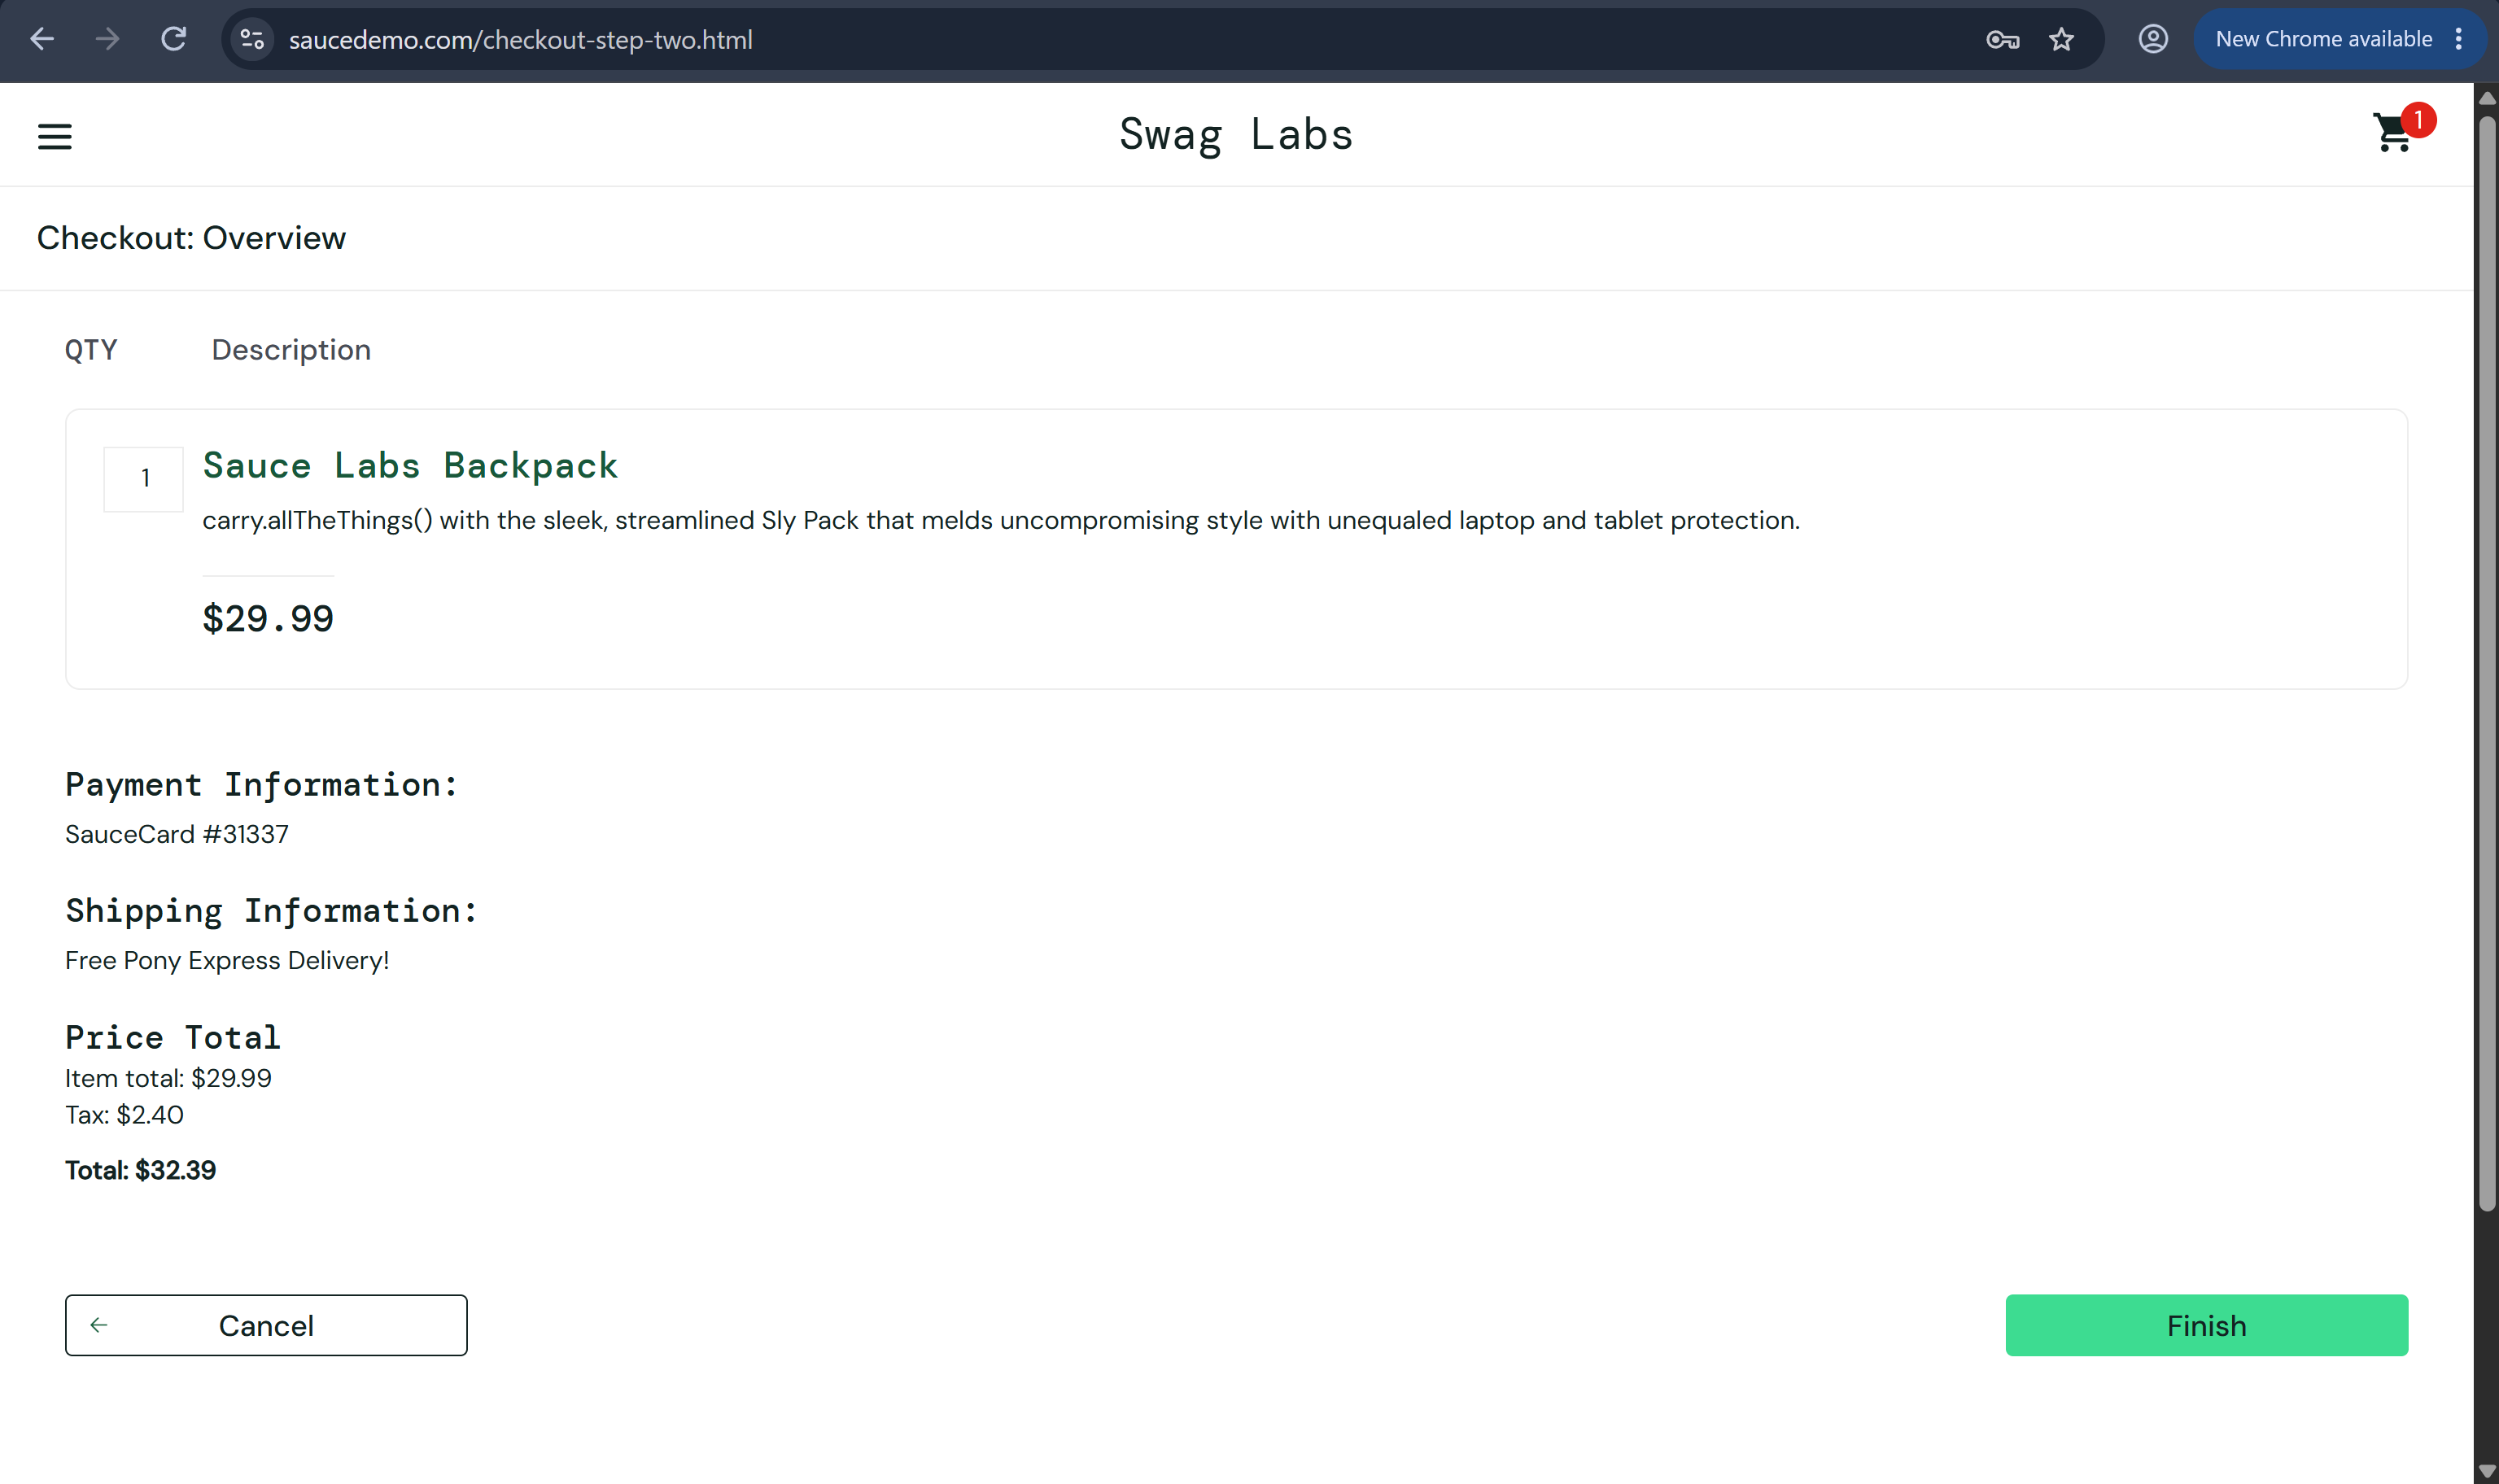 saucedemo.com/checkout-step-two.html
New Chrome available
Swag Labs
1
Checkout: Overview
QTY Description
1
Sauce Labs Backpack
carry.allTheThings() with the sleek, streamlined Sly Pack that melds uncompromising style with unequaled laptop and tablet protection.
$29.99
Payment Information:
SauceCard #31337
Shipping Information:
Free Pony Express Delivery!
Price Total
Item total: $29.99
Tax: $2.40
Total: $32.39
Cancel
Finish